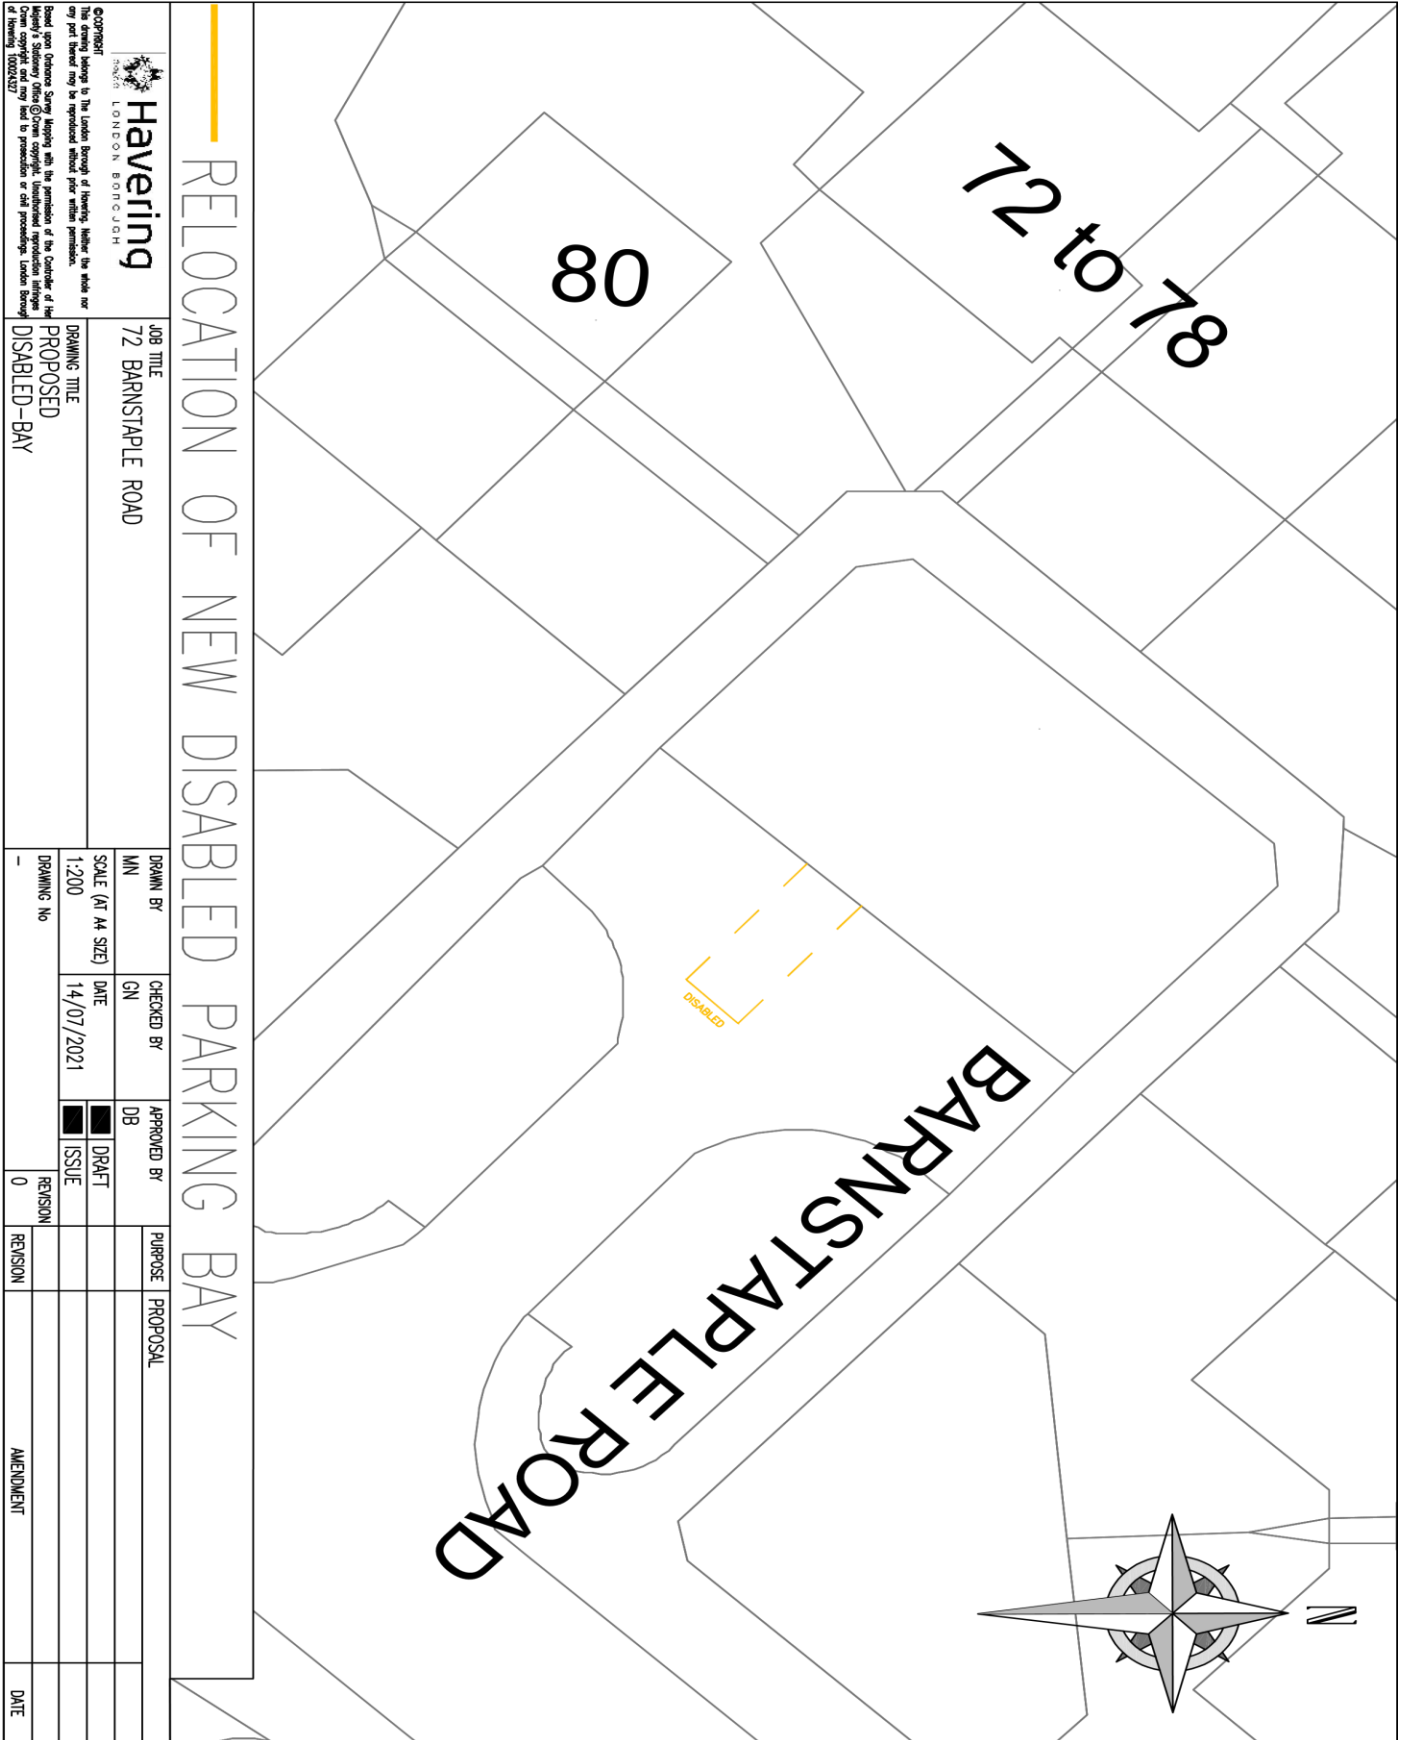 72 to 78
80
BARNSTAPLE ROAD
DISABLED
N
RELOCATION OF NEW DISABLED PARKING BAY
Havering
LONDON BOROUGH
©COPYRIGHT
This drawing belongs to The London Borough of Havering. Neither the whole nor
any part thereof may be reproduced without prior written permission.
Based upon Ordnance Survey Mapping with the permission of the Controller of Her
Majesty's Stationery Office ©Crown copyright. Unauthorised reproduction infringes
Crown copyright and may lead to prosecution or civil proceedings. London Borough
of Havering 100024327
JOB TITLE
72 BARNSTAPLE ROAD
DRAWING TITLE
PROPOSED
DISABLED-BAY
DRAWN BY
MN
CHECKED BY
GN
APPROVED BY
DB
SCALE (AT A4 SIZE)
1:200
DATE
14/07/2021
DRAFT
ISSUE
DRAWING No
-
REVISION
0
PURPOSE
PROPOSAL
REVISION
AMENDMENT
DATE